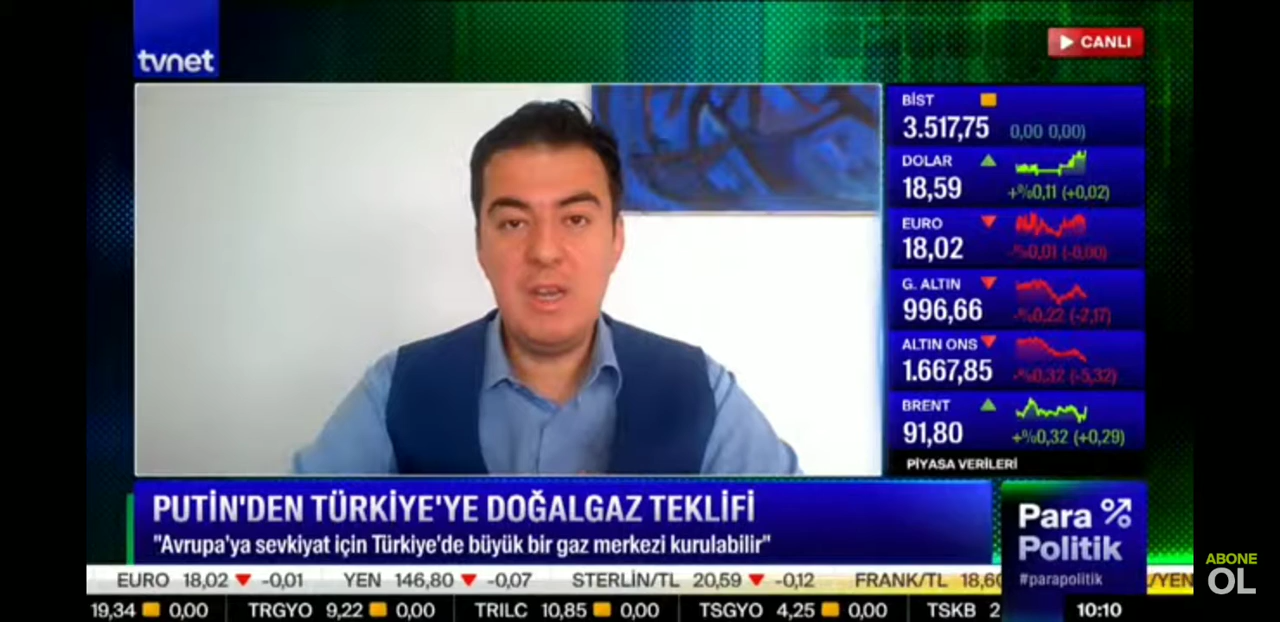 tvnet
CANLI
BİST
3.517,75 0,00 0,00)
DOLAR
18,59 +%0,11 (+0,02)
EURO
18,02 -%0,01 (-0,00)
G. ALTIN
996,66 -%0,22 (-2,17)
ALTIN ONS
1.667,85 -%0,32 (-5,32)
BRENT
91,80 +%0,32 (+0,29)
PİYASA VERİLERİ
PUTİN'DEN TÜRKİYE'YE DOĞALGAZ TEKLİFİ
"Avrupa'ya sevkiyat için Türkiye'de büyük bir gaz merkezi kurulabilir"
Para %
Politik
#parapolitik
ABONE
OL
EURO 18,02 -0,01 YEN 146,80 -0,07 STERLİN/TL 20,59 -0,12 FRANK/TL 18,60 /YEN
19,34 0,00 TRGYO 9,22 0,00 TRILC 10,85 0,00 TSGYO 4,25 0,00 TSKB 2 10:10